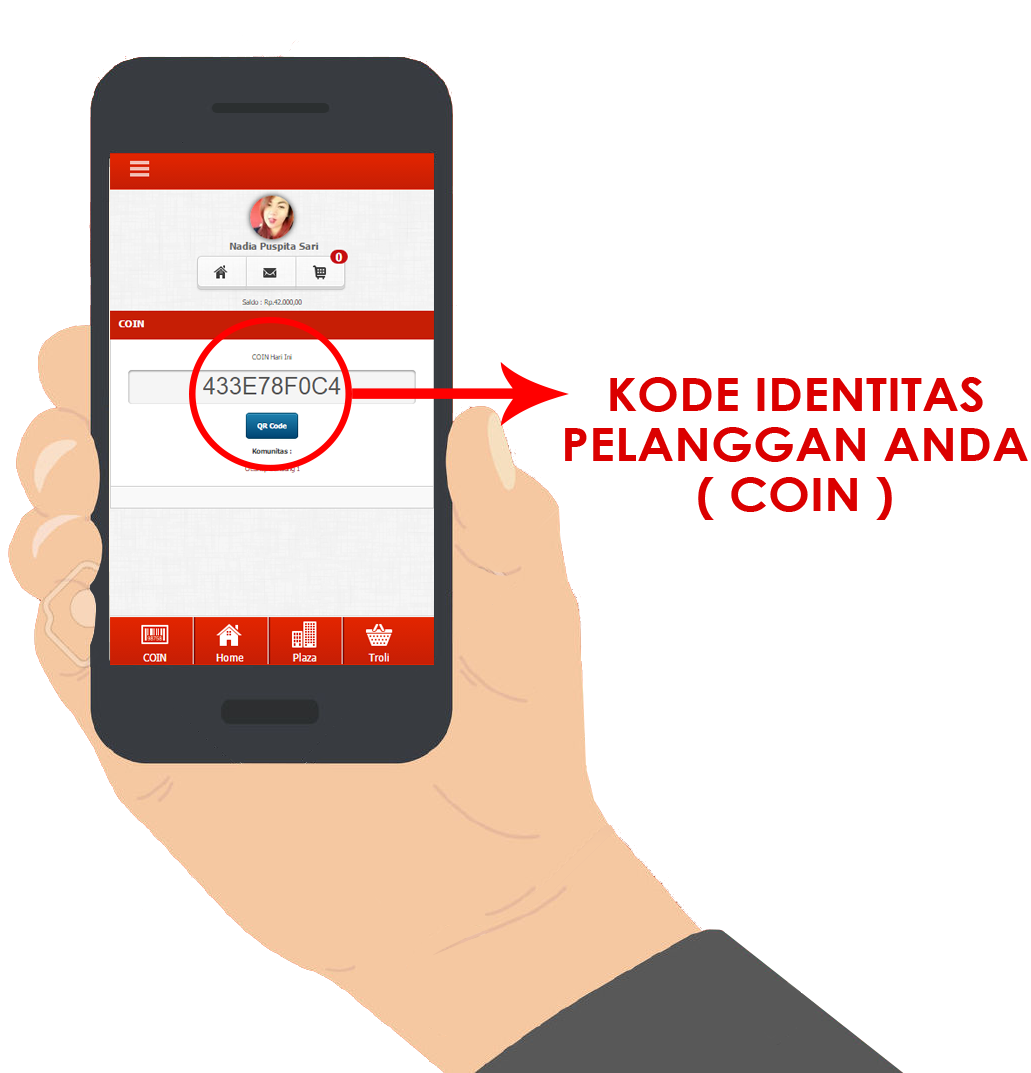 Nadia Puspita Sari
0
Saldo : Rp.42.000,00
COIN
COIN Hari Ini
433E78F0C4
QR Code
Komunitas :
COIN
Home
Plaza
Troli
KODE IDENTITAS
PELANGGAN ANDA
( COIN )